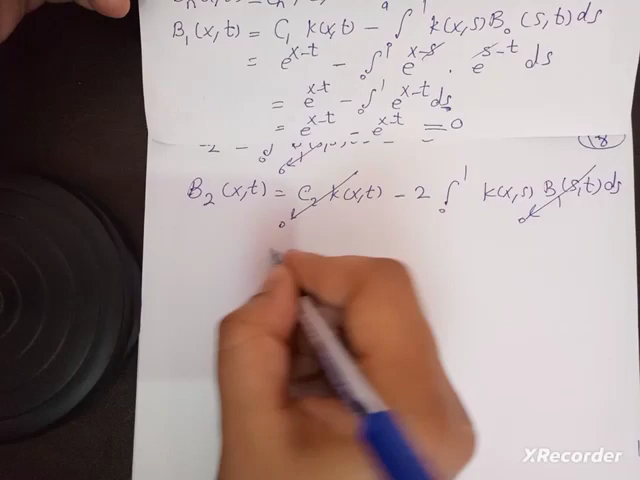 B₁(x,t) = C₁ k(x,t) - ∫₀¹ k(x,s) B₀(s,t) ds
= e^(x-s̶) - ∫₀¹ e^(x-s̶) · e^(s̶-t) ds
= e^(x-t) - ∫₀¹ e^(x-t) ds
= e^(x-t) - e^(x-t) = 0
8
B₂(x,t) = C₂ k(x,t) - 2 ∫₀¹ k(x,s) B₁(s,t) ds
0 0
XRecorder